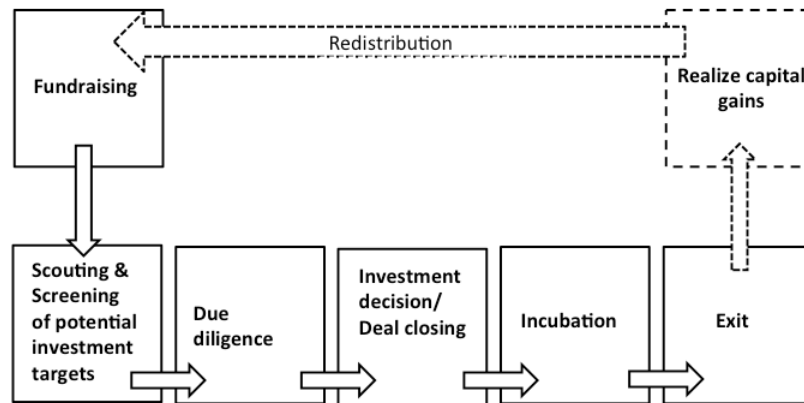 Redistribution
Fundraising
Realize capital
gains
Scouting &
Screening
of potential
investment
targets
Due
diligence
Investment
decision/
Deal closing
Incubation
Exit